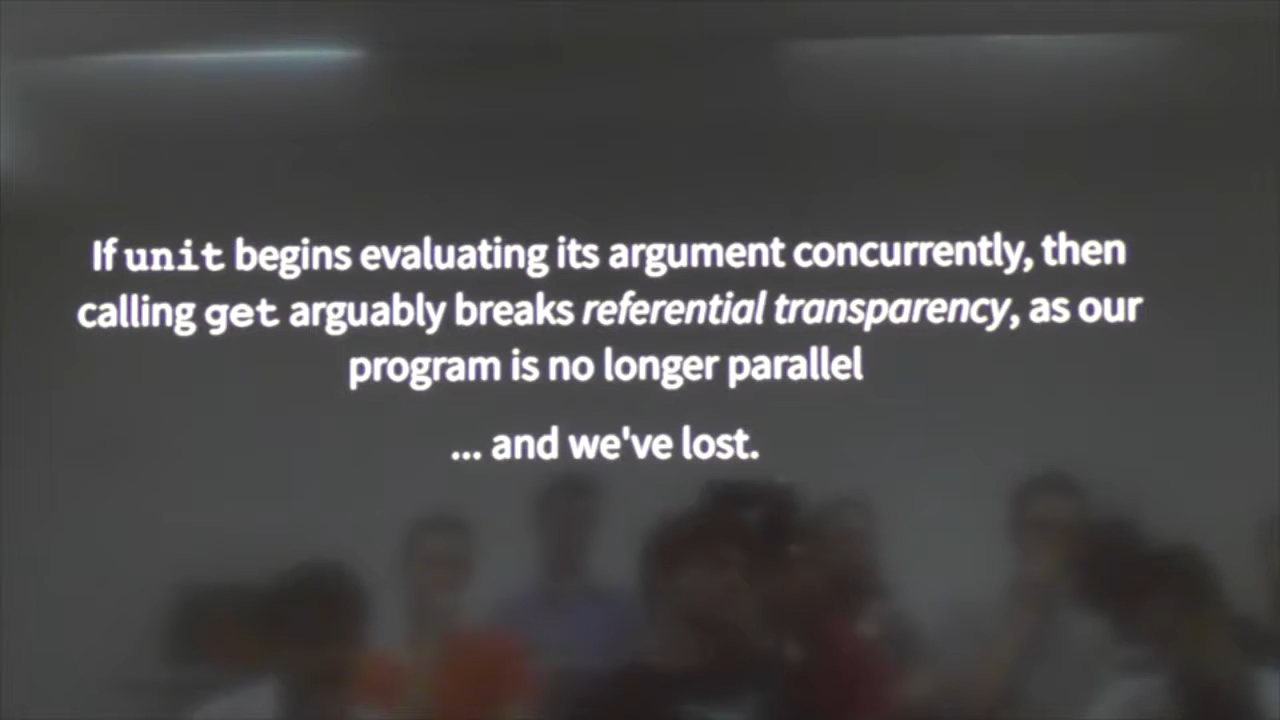 If unit begins evaluating its argument concurrently, then
calling get arguably breaks referential transparency, as our
program is no longer parallel
... and we've lost.